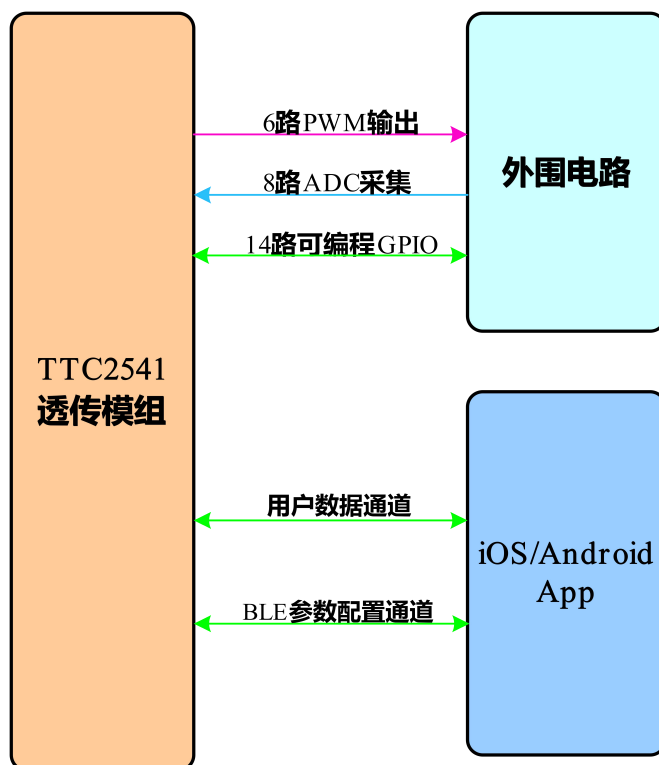 6路PWM输出
8路ADC采集
14路可编程GPIO
外围电路
TTC2541
透传模组
用户数据通道
BLE参数配置通道
iOS/Android
App